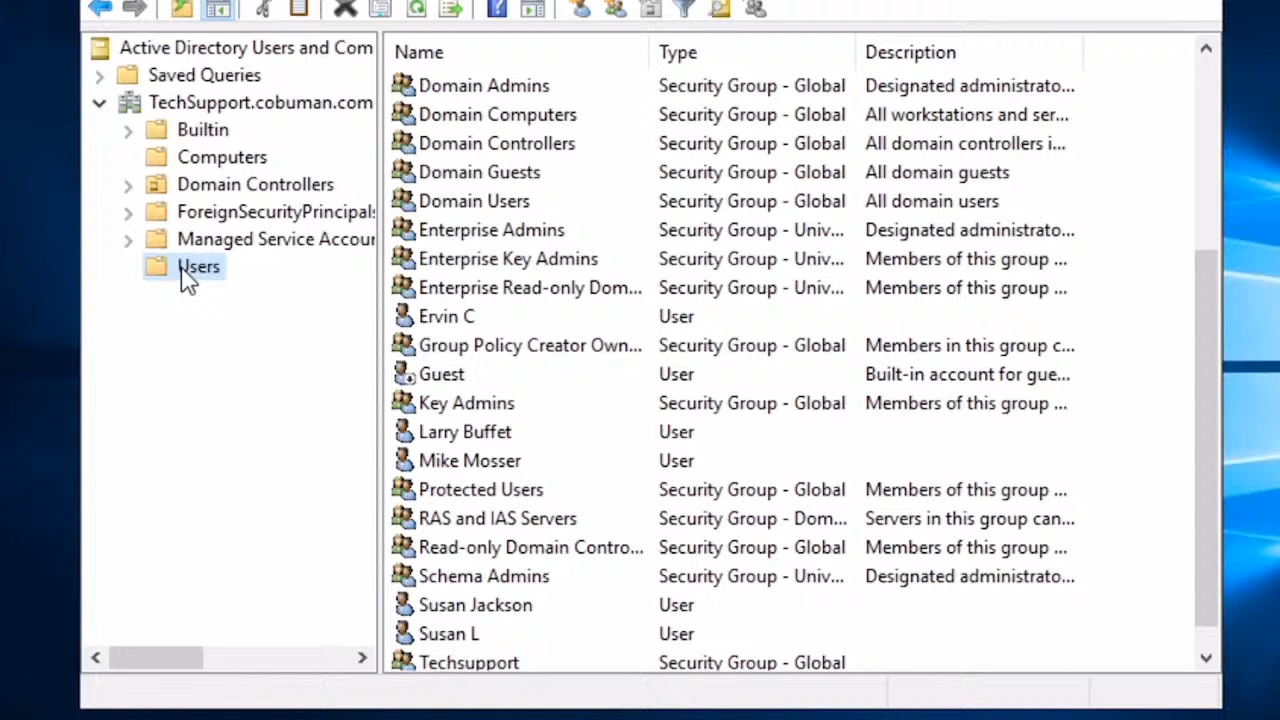 Active Directory Users and Com
Saved Queries
TechSupport.cobuman.com
Builtin
Computers
Domain Controllers
ForeignSecurityPrincipals
Managed Service Accoun
Users
Name Type Description
Domain Admins Security Group - Global Designated administrato...
Domain Computers Security Group - Global All workstations and ser...
Domain Controllers Security Group - Global All domain controllers i...
Domain Guests Security Group - Global All domain guests
Domain Users Security Group - Global All domain users
Enterprise Admins Security Group - Univ... Designated administrato...
Enterprise Key Admins Security Group - Univ... Members of this group ...
Enterprise Read-only Dom... Security Group - Univ... Members of this group ...
Ervin C User
Group Policy Creator Own... Security Group - Global Members in this group c...
Guest User Built-in account for gue...
Key Admins Security Group - Global Members of this group ...
Larry Buffet User
Mike Mosser User
Protected Users Security Group - Global Members of this group ...
RAS and IAS Servers Security Group - Dom... Servers in this group can...
Read-only Domain Contro... Security Group - Global Members of this group ...
Schema Admins Security Group - Univ... Designated administrato...
Susan Jackson User
Susan L User
Techsupport Security Group - Global